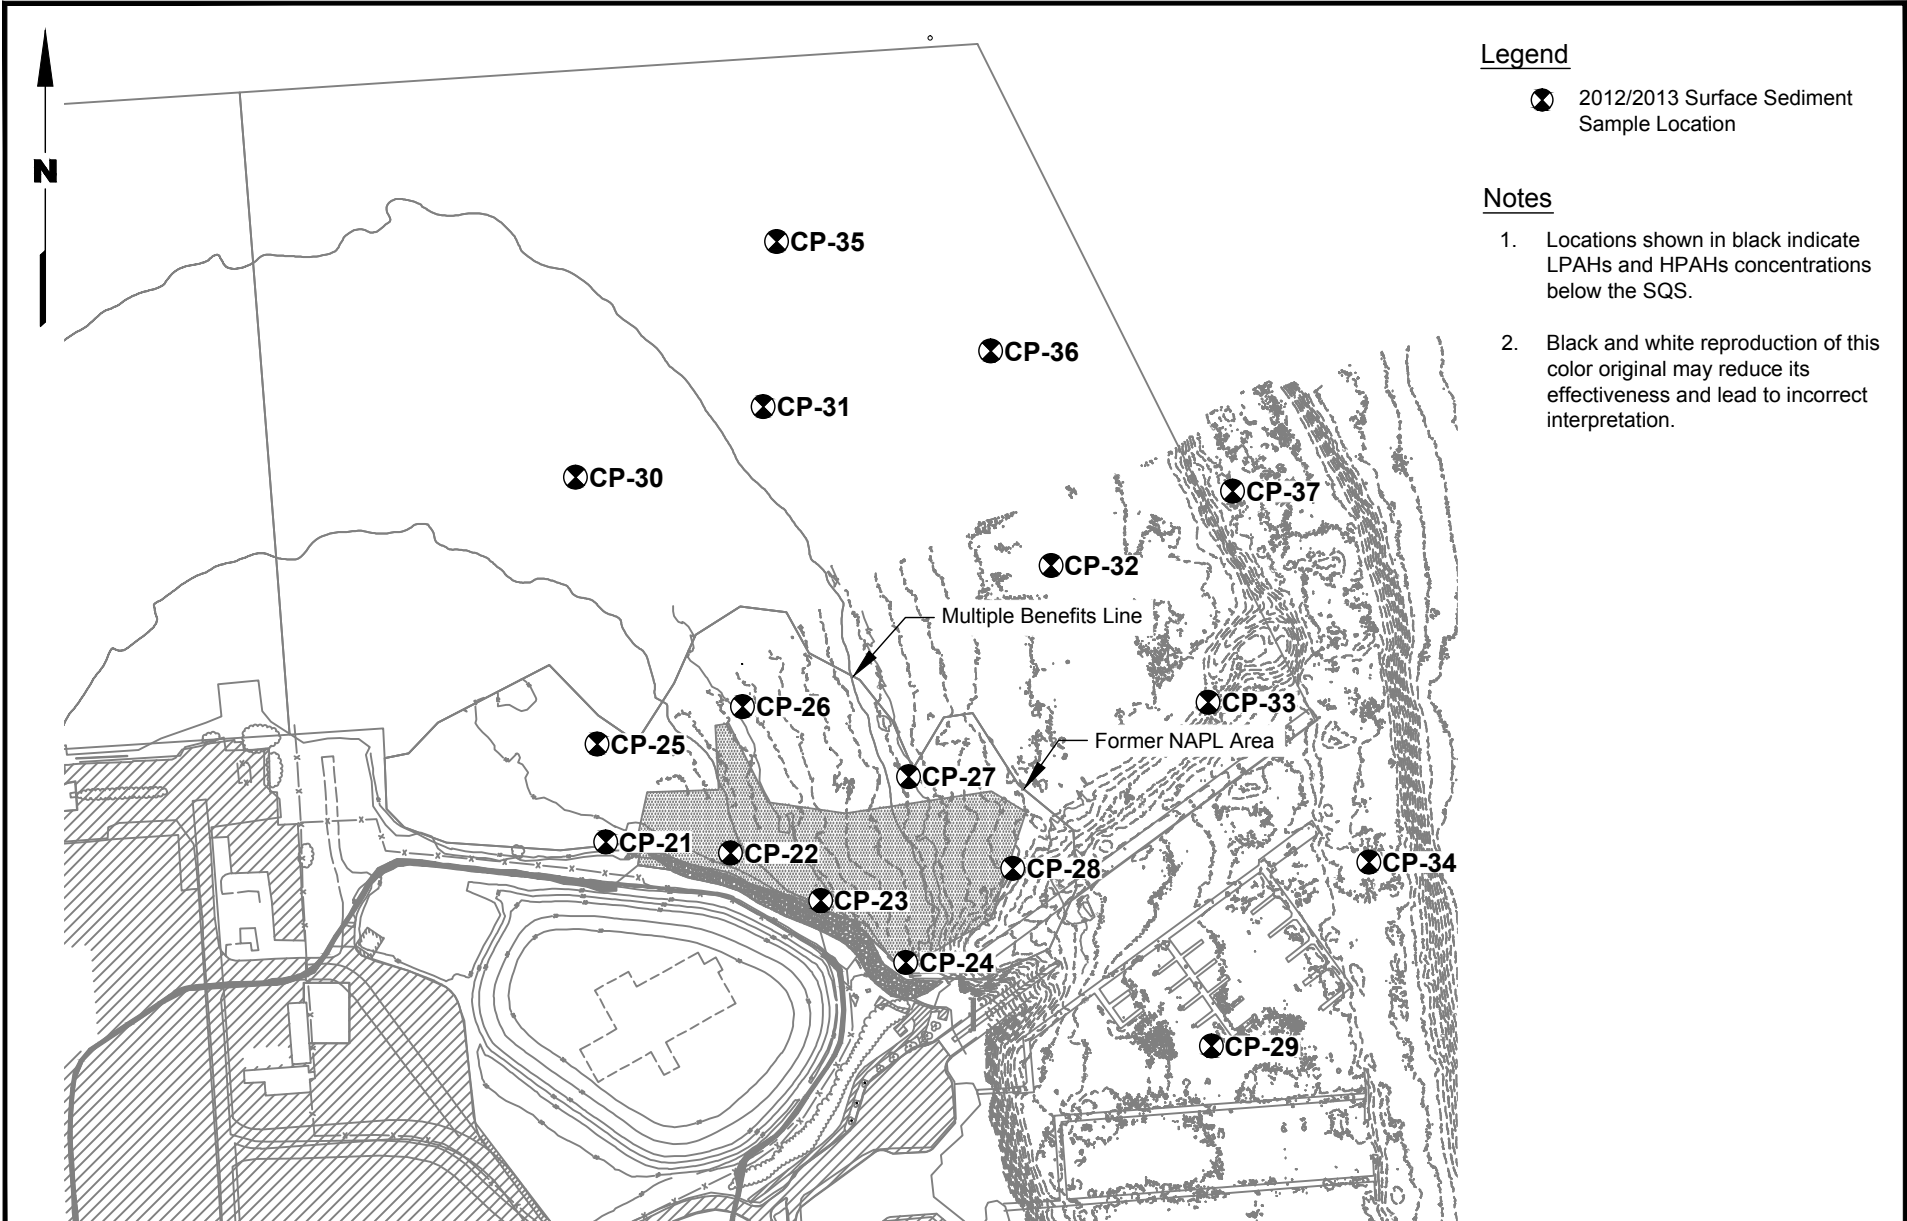 Legend
2012/2013 Surface Sediment
Sample Location
Notes
1. Locations shown in black indicate
LPAHs and HPAHs concentrations
below the SQS.
2. Black and white reproduction of this
color original may reduce its
effectiveness and lead to incorrect
interpretation.
N
CP-35
CP-36
CP-31
CP-30
CP-37
CP-32
Multiple Benefits Line
CP-26
CP-33
CP-25
Former NAPL Area
CP-27
CP-21
CP-22
CP-34
CP-28
CP-23
CP-24
CP-29